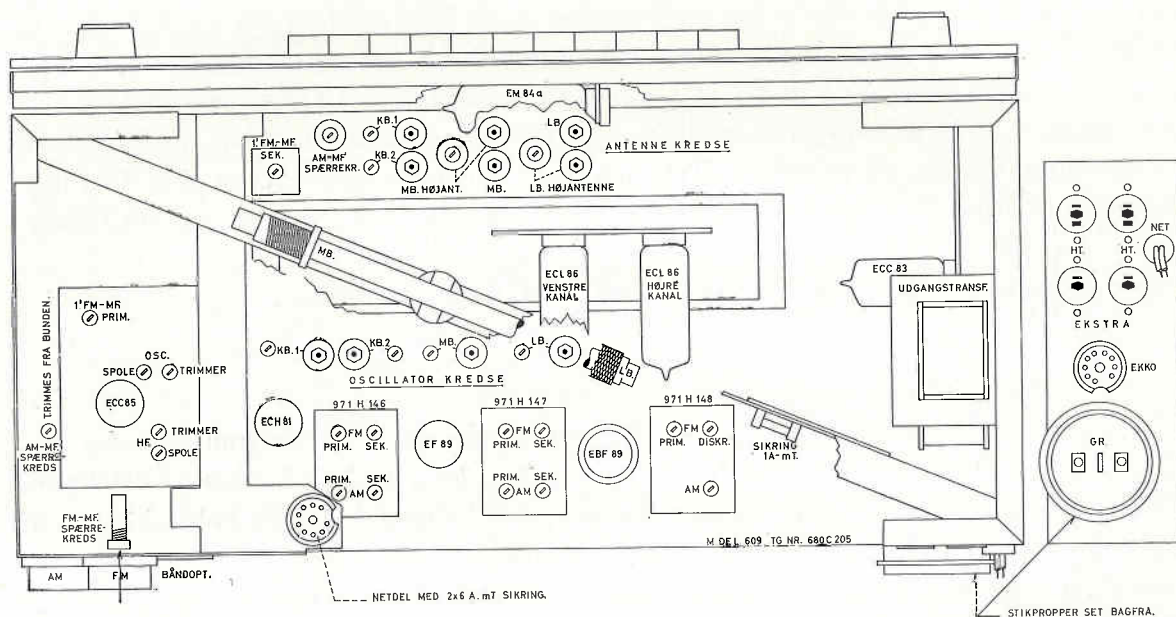 EM 84a
1' FM.-MF.
SEK.
AM-MF.
SPÆRREKR.
KB.1
KB.2
MB. HØJANT.
MB.
LB.
LB. HØJANTENNE
ANTENNE KREDSE
MB.
ECL 86
VENSTRE
KANAL
ECL 86
HØJRE
KANAL
ECC 83
UDGANGSTRANSF.
NET
HT.
HT.
EKSTRA
EKKO
GR.
1' FM-MF.
PRIM.
OSC.
SPOLE
TRIMMER
ECC85
TRIMMER
HF
SPOLE
TRIMMES FRA BUNDEN.
AM-MF.
SPÆRRE-
KREDS
FM.-MF.
SPÆRRE-
KREDS
KB.1
KB.2
MB.
LB.
OSCILLATOR KREDSE
LB.
ECH 81
971 H 146
FM
PRIM. SEK.
PRIM. SEK.
AM
EF 89
971 H 147
FM
PRIM. SEK.
PRIM. SEK.
AM
EBF 89
971 H 148
FM
PRIM. DISKR.
AM
SIKRING
1A-mT.
M DEL 609 TG NR. 680C205
AM
FM
BÅNDOPT.
NETDEL MED 2x6 A.mT SIKRING.
STIKPROPPER SET BAGFRA.